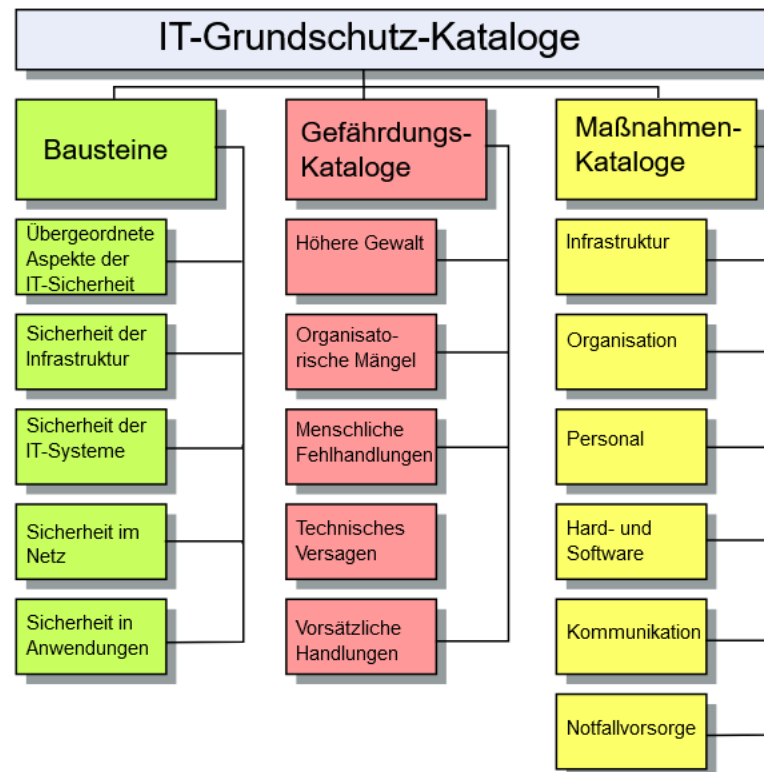 IT-Grundschutz-Kataloge
Bausteine
Übergeordnete
Aspekte der
IT-Sicherheit
Sicherheit der
Infrastruktur
Sicherheit der
IT-Systeme
Sicherheit im
Netz
Sicherheit in
Anwendungen
Gefährdungs-
Kataloge
Höhere Gewalt
Organisato-
rische Mängel
Menschliche
Fehlhandlungen
Technisches
Versagen
Vorsätzliche
Handlungen
Maßnahmen-
Kataloge
Infrastruktur
Organisation
Personal
Hard- und
Software
Kommunikation
Notfallvorsorge